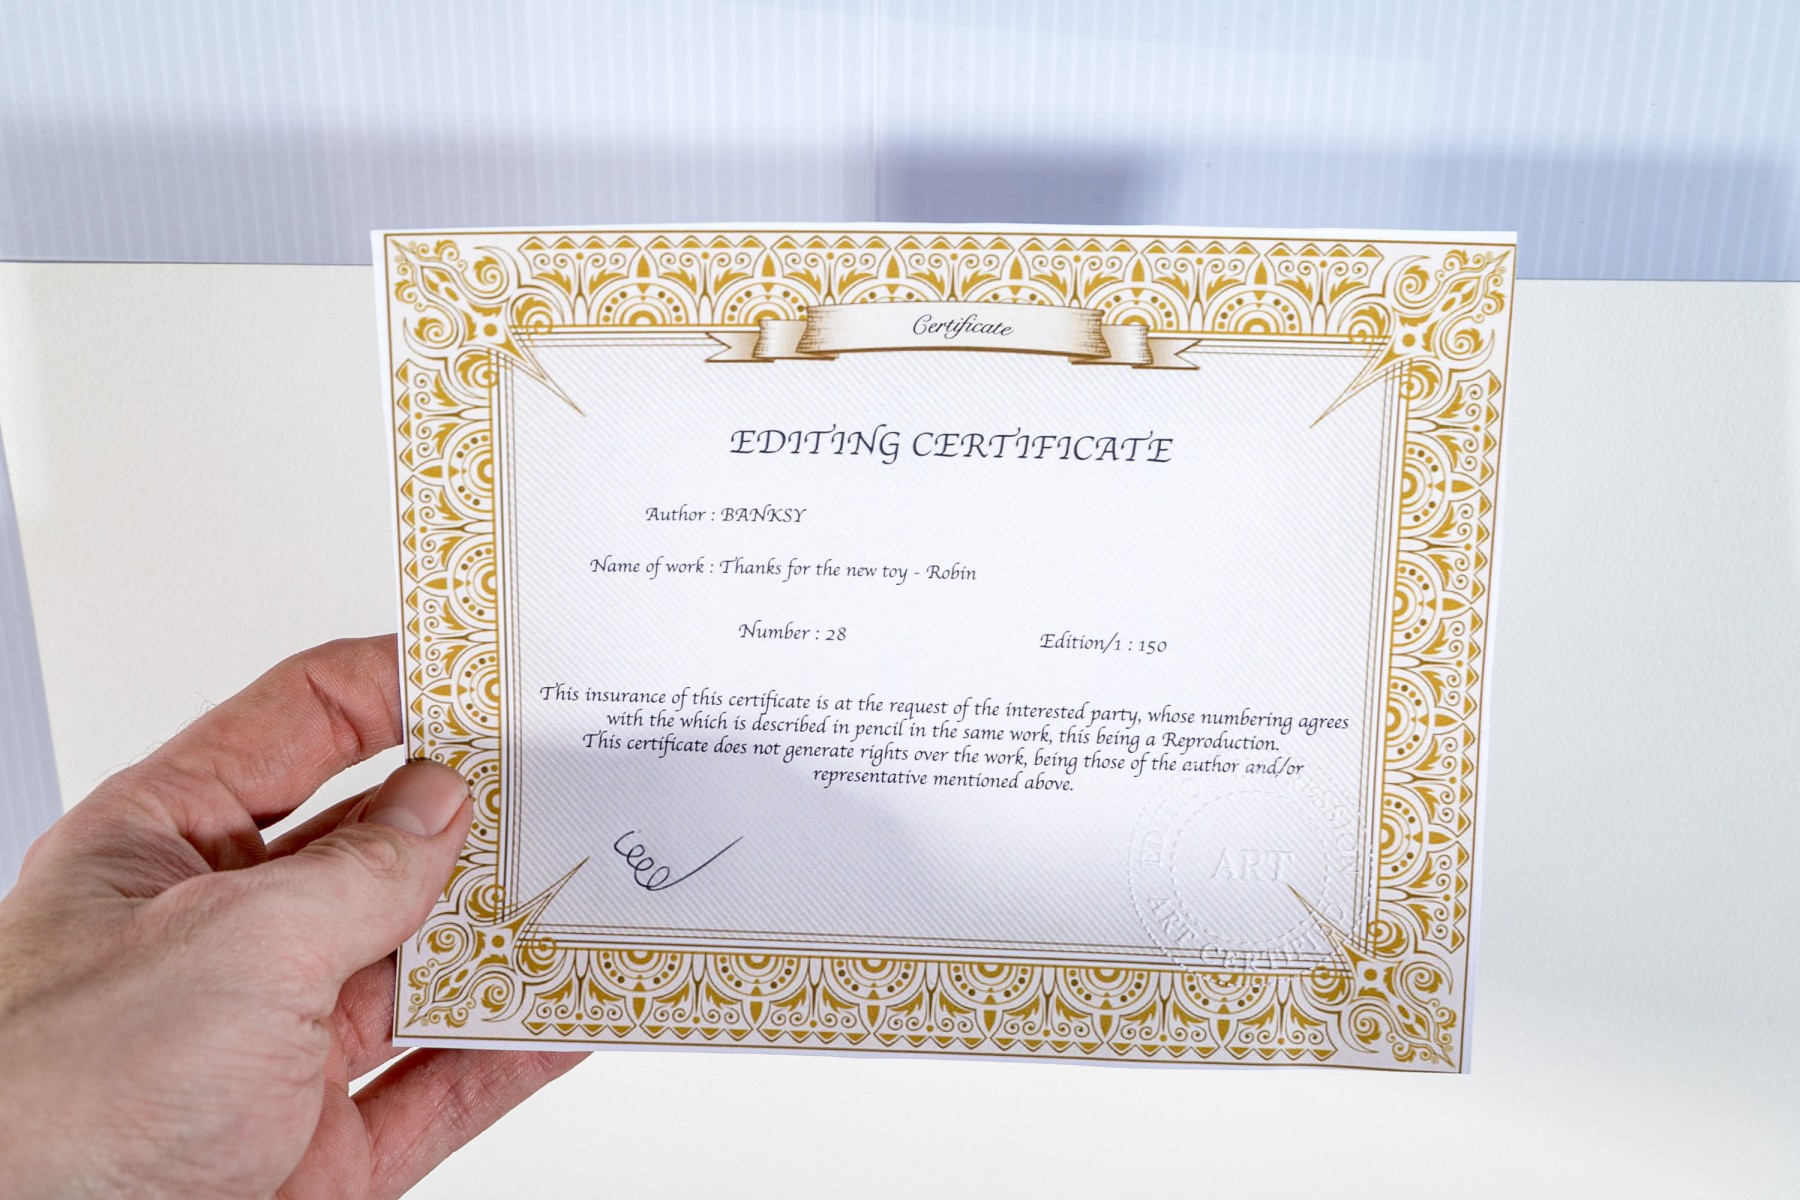 Certificate
EDITING CERTIFICATE
Author : BANKSY
Name of work : Thanks for the new toy - Robin
Number : 28 Edition/1 : 150
This insurance of this certificate is at the request of the interested party, whose numbering agrees
with the which is described in pencil in the same work, this being a Reproduction.
This certificate does not generate rights over the work, being those of the author and/or
representative mentioned above.
ART
ART